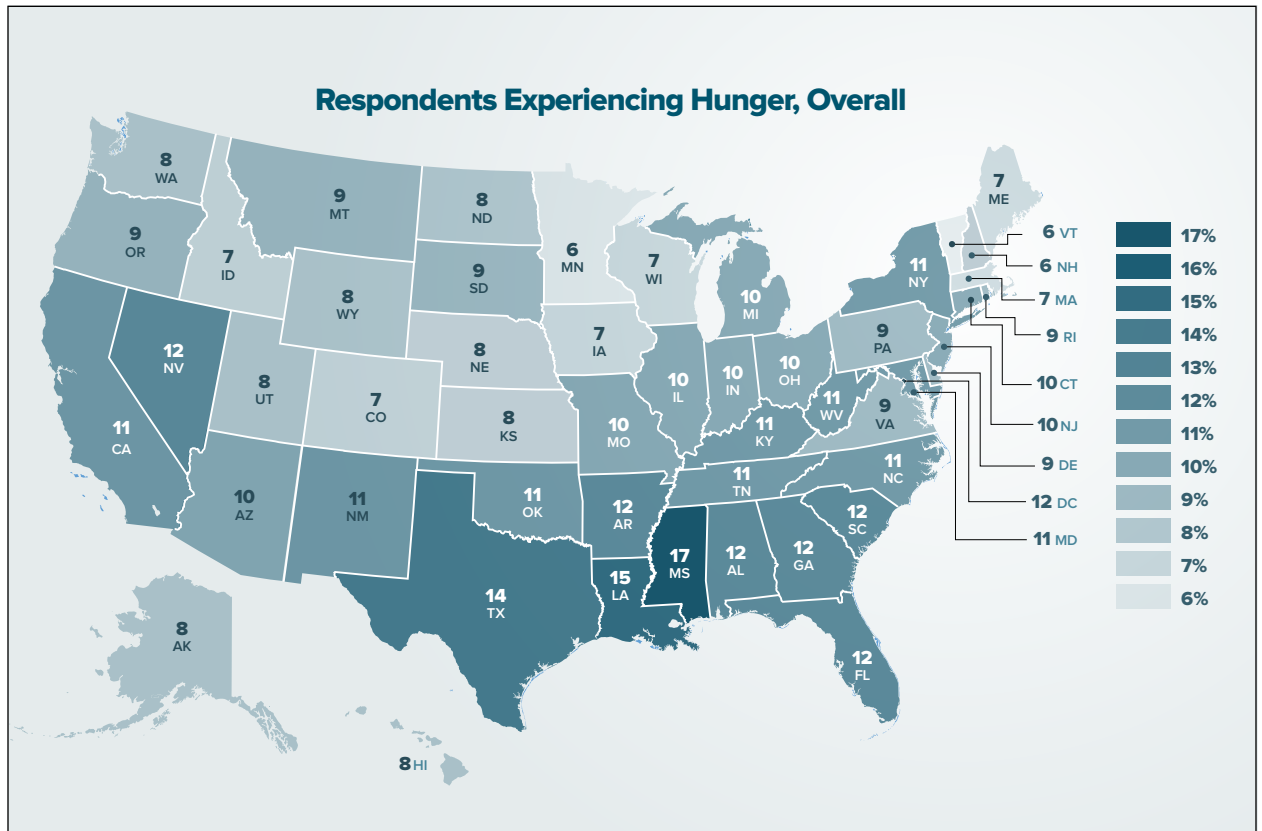 Respondents Experiencing Hunger, Overall
8
WA
9
OR
7
ID
9
MT
8
ND
6
MN
7
WI
10
MI
9
SD
8
WY
12
NV
11
CA
8
UT
7
CO
8
NE
7
IA
8
KS
10
MO
10
IL
10
IN
10
OH
9
PA
11
NY
7
ME
11
WV
9
VA
11
KY
11
TN
11
NC
12
SC
12
GA
12
AL
17
MS
15
LA
12
AR
11
OK
14
TX
11
NM
10
AZ
12
FL
8
AK
8 HI
6 VT
6 NH
7 MA
9 RI
10 CT
10 NJ
9 DE
12 DC
11 MD
17%
16%
15%
14%
13%
12%
11%
10%
9%
8%
7%
6%